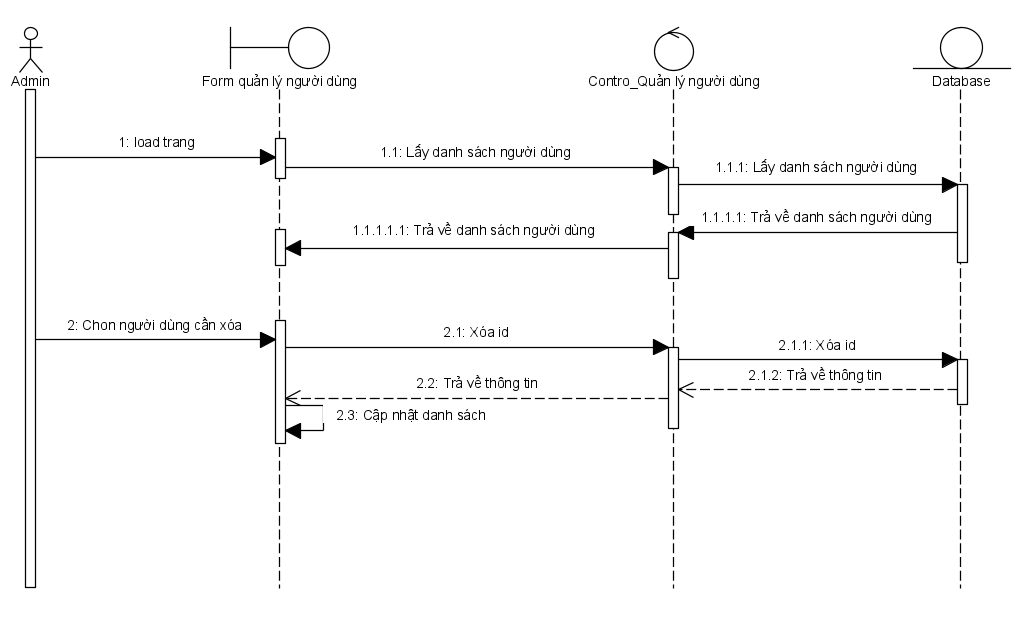 Admin
Form quản lý người dùng
Contro_Quản lý người dùng
Database
1: load trang
1.1: Lấy danh sách người dùng
1.1.1: Lấy danh sách người dùng
1.1.1.1: Trả về danh sách người dùng
1.1.1.1.1: Trả về danh sách người dùng
2: Chon người dùng cần xóa
2.1: Xóa id
2.1.1: Xóa id
2.1.2: Trả về thông tin
2.2: Trả về thông tin
2.3: Cập nhật danh sách